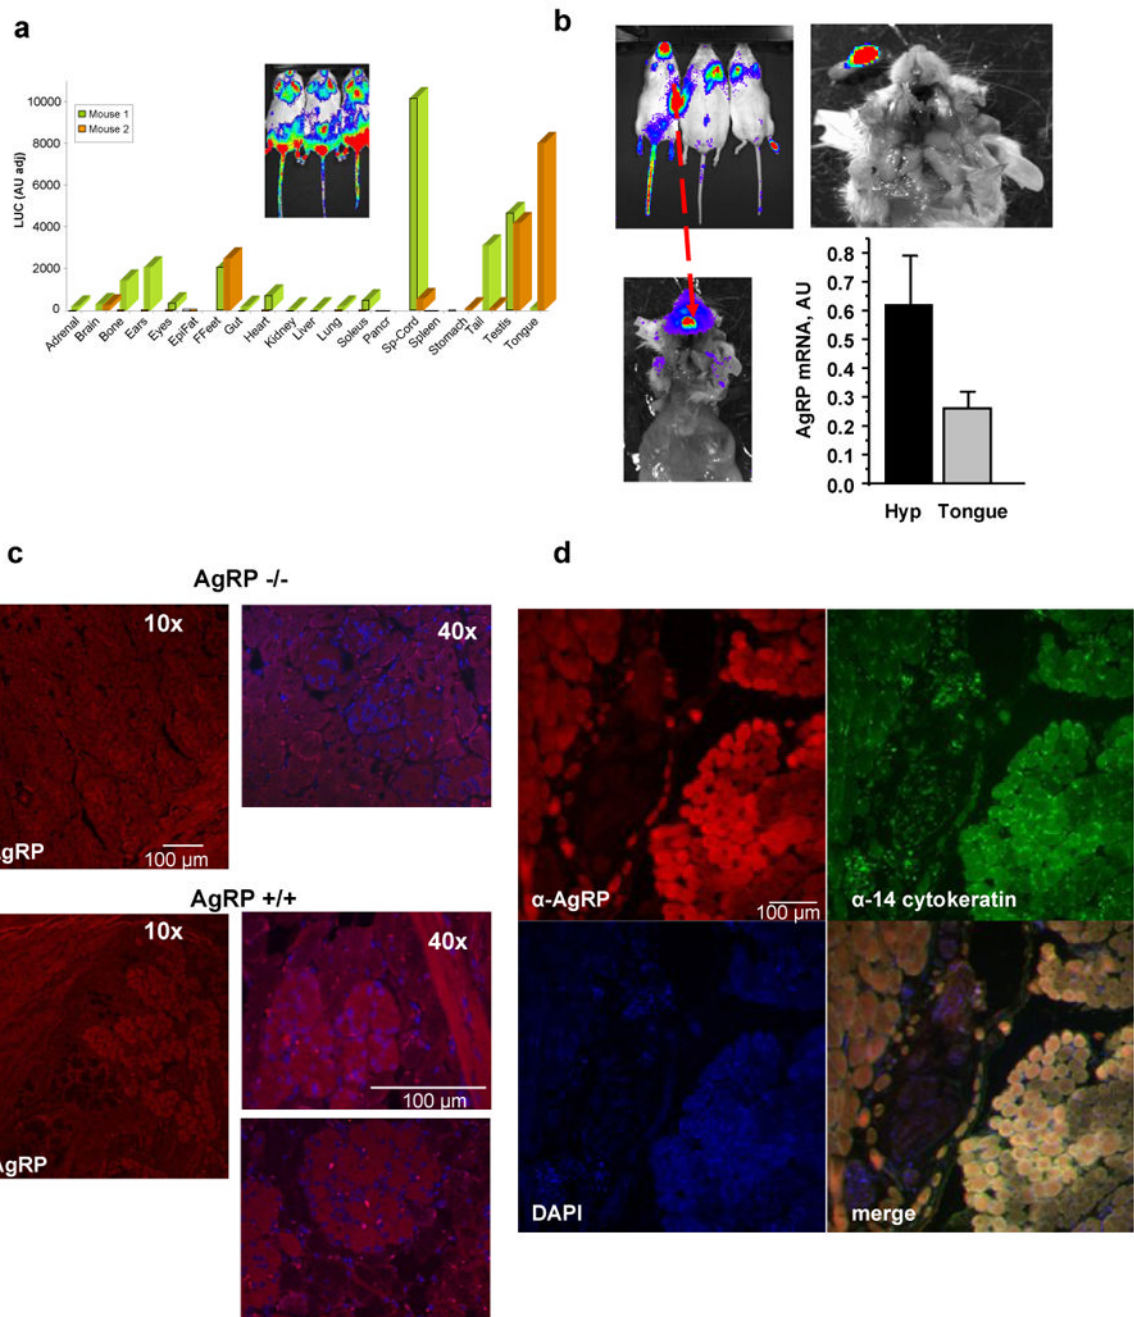 a
10000
8000
6000
4000
2000
0
LUC (AU adj)
Mouse 1
Mouse 2
Adrenal
Brain
Bone
Ears
Eyes
EpiFat
FFeet
Gut
Heart
Kidney
Liver
Lung
Soleus
Pancr
Sp-Cord
Spleen
Stomach
Tail
Testis
Tongue
b
AgRP mRNA, AU
0.8
0.7
0.6
0.5
0.4
0.3
0.2
0.1
0.0
Hyp Tongue
c
AgRP -/-
10x
40x
AgRP
100 µm
AgRP +/+
10x
40x
100 µm
AgRP
d
α-AgRP
100 µm
α-14 cytokeratin
DAPI
merge